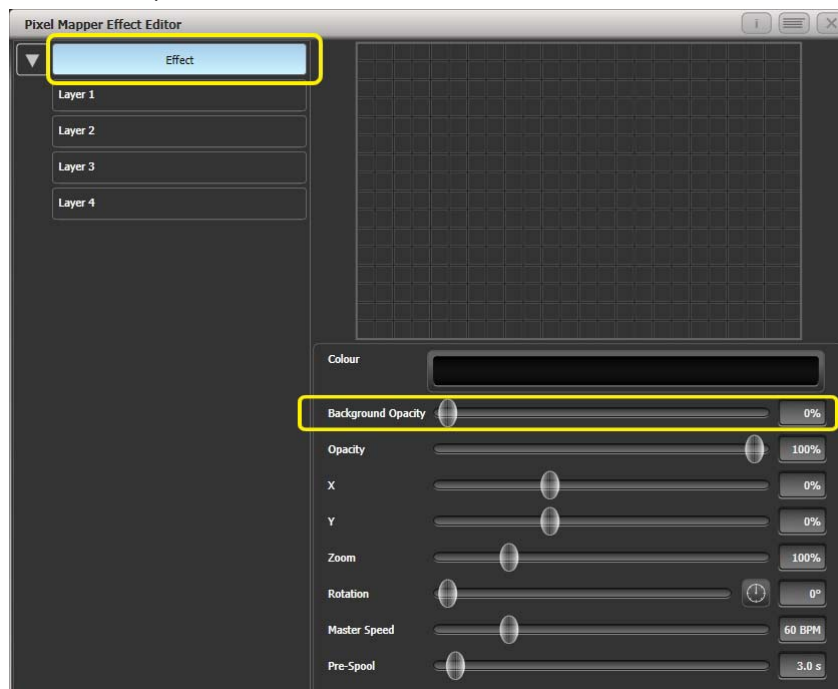 Pixel Mapper Effect Editor
Effect
Layer 1
Layer 2
Layer 3
Layer 4
Colour
Background Opacity 0%
Opacity 100%
X 0%
Y 0%
Zoom 100%
Rotation 0°
Master Speed 60 BPM
Pre-Spool 3.0 s